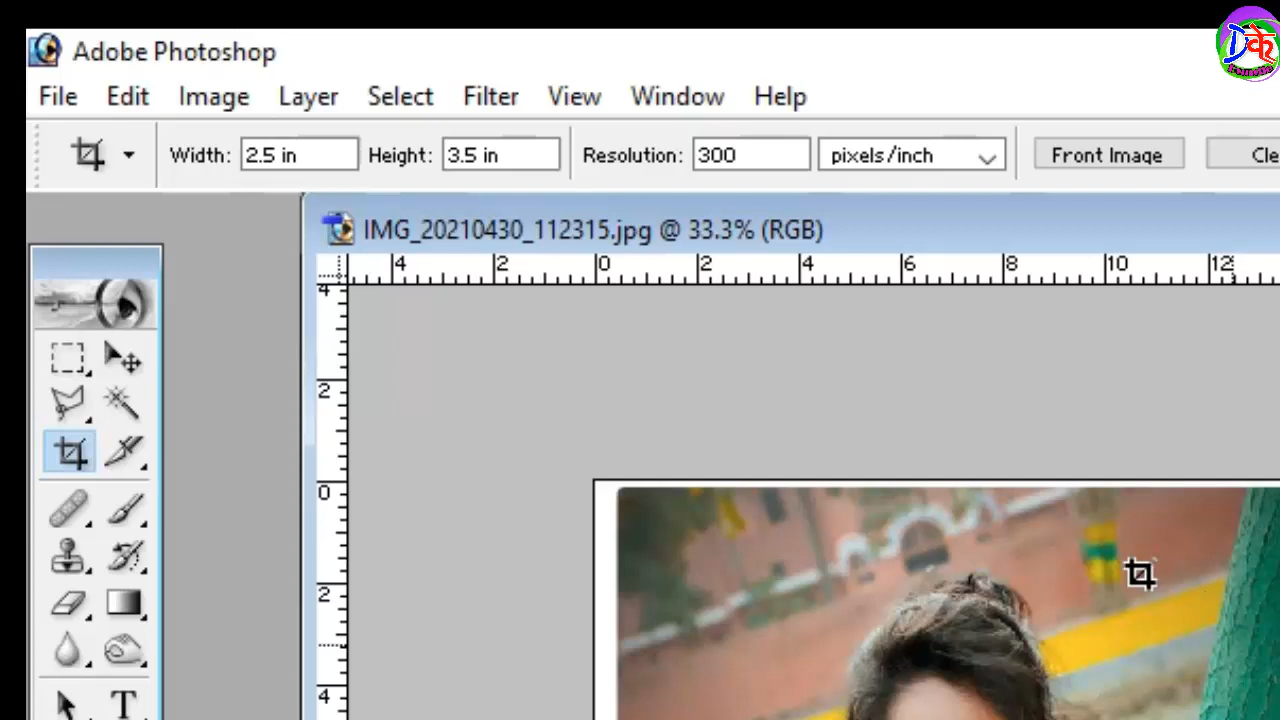 Adobe Photoshop
File Edit Image Layer Select Filter View Window Help
Width: 2.5 in Height: 3.5 in Resolution: 300 pixels/inch Front Image Cle
IMG_20210430_112315.jpg @ 33.3% (RGB)
4 2 0 2 4 6 8 10 12
4
2
0
2
4
T